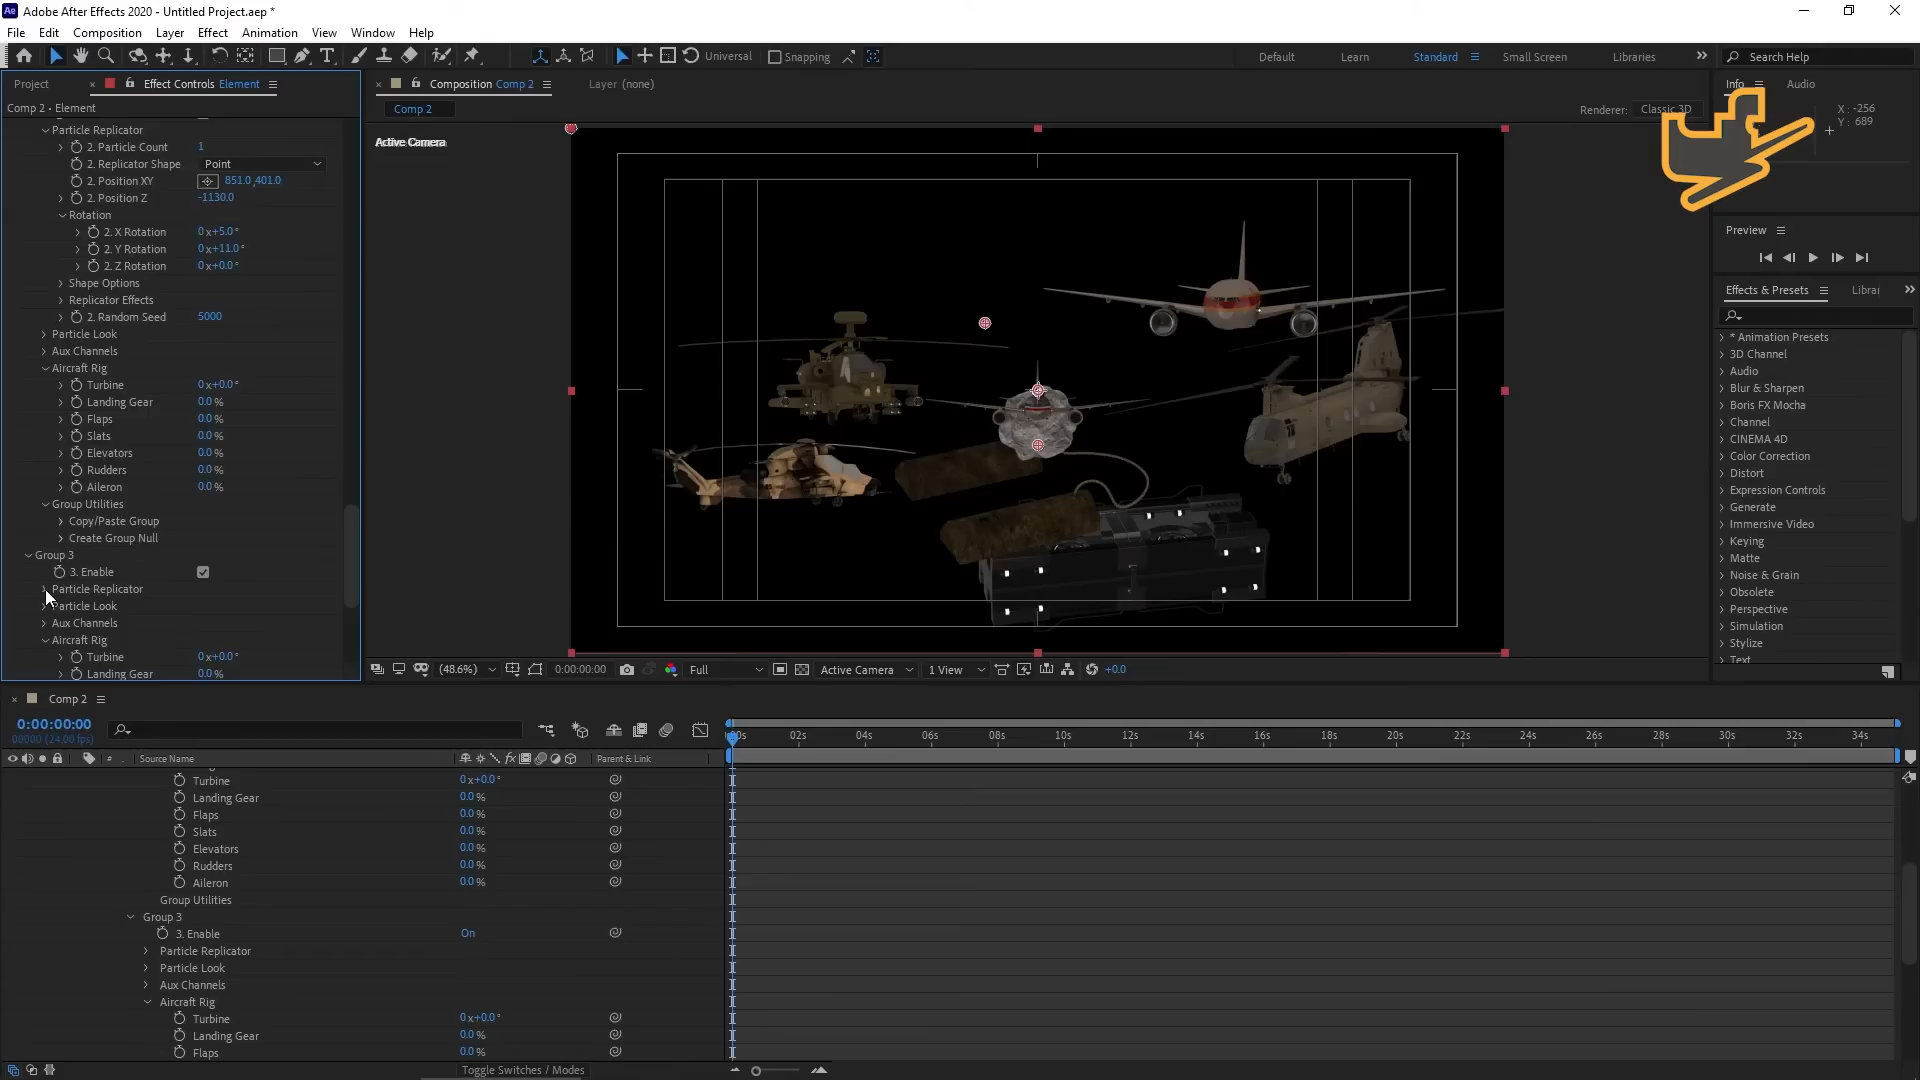 Adobe After Effects 2020 - Untitled Project.aep *
File Edit Composition Layer Effect Animation View Window Help
Universal Snapping Default Learn Standard Small Screen Libraries Search Help
Project Effect Controls Element
Composition Comp 2 Layer (none)
Info Audio
Comp 2 • Element
Comp 2
Renderer: Classic 3D
X : -256
Y : 689
Active Camera
Particle Replicator
2. Particle Count 1
2. Replicator Shape Point
2. Position XY 851.0,401.0
2. Position Z -1130.0
Rotation
2. X Rotation 0x+5.0°
2. Y Rotation 0x+11.0°
2. Z Rotation 0x+0.0°
Shape Options
Replicator Effects
2. Random Seed 5000
Particle Look
Aux Channels
Aircraft Rig
Turbine 0x+0.0°
Landing Gear 0.0 %
Flaps 0.0 %
Slats 0.0 %
Elevators 0.0 %
Rudders 0.0 %
Aileron 0.0 %
Group Utilities
Copy/Paste Group
Create Group Null
Group 3
3. Enable
Particle Replicator
Particle Look
Aux Channels
Aircraft Rig
Turbine 0x+0.0°
Landing Gear 0.0 %
Preview
Effects & Presets Librar
* Animation Presets
3D Channel
Audio
Blur & Sharpen
Boris FX Mocha
Channel
CINEMA 4D
Color Correction
Distort
Expression Controls
Generate
Immersive Video
Keying
Matte
Noise & Grain
Obsolete
Perspective
Simulation
Stylize
Text
(48.6%) 0:00:00:00 Full Active Camera 1 View +0.0
Comp 2
0:00:00:00
00000 (24.00 fps)
:00s 02s 04s 06s 08s 10s 12s 14s 16s 18s 20s 22s 24s 26s 28s 30s 32s 34s
# Source Name Parent & Link
Turbine 0x+0.0°
Landing Gear 0.0 %
Flaps 0.0 %
Slats 0.0 %
Elevators 0.0 %
Rudders 0.0 %
Aileron 0.0 %
Group Utilities
Group 3
3. Enable On
Particle Replicator
Particle Look
Aux Channels
Aircraft Rig
Turbine 0x+0.0°
Landing Gear 0.0 %
Flaps 0.0 %
Toggle Switches / Modes